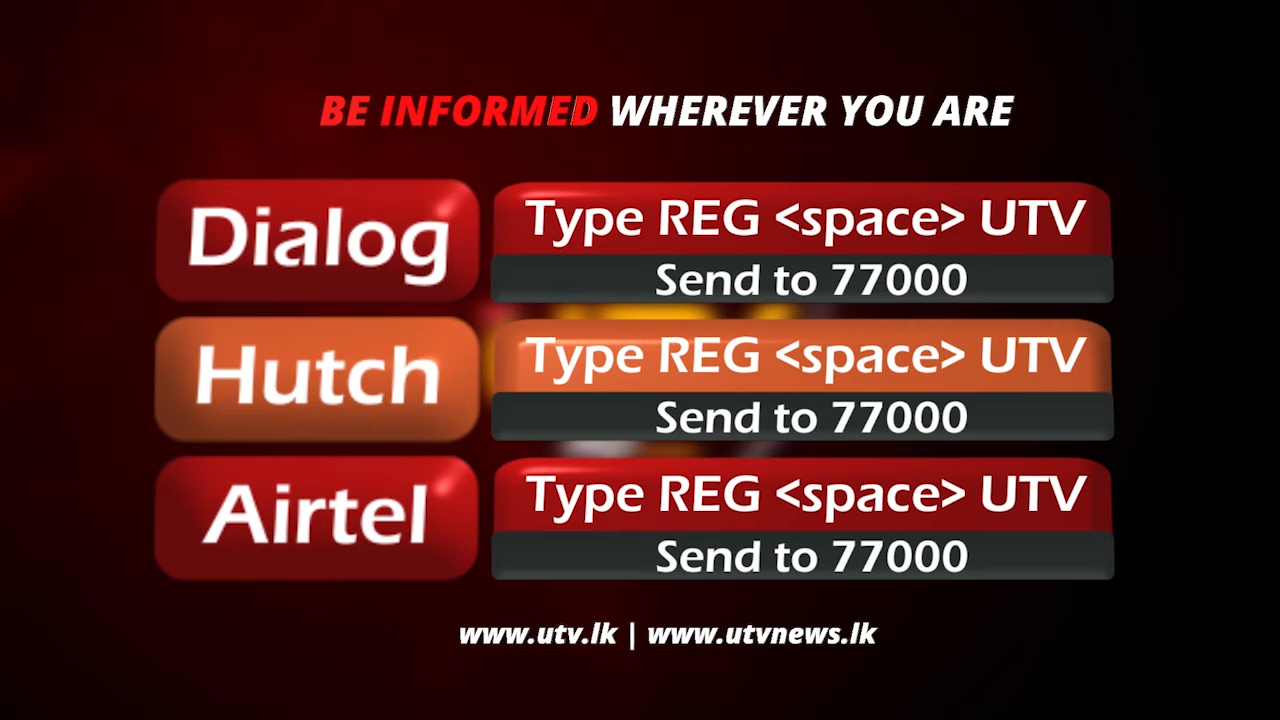 BE INFORMED WHEREVER YOU ARE
Dialog
Type REG <space> UTV
Send to 77000
Hutch
Type REG <space> UTV
Send to 77000
Airtel
Type REG <space> UTV
Send to 77000
www.utv.lk | www.utvnews.lk